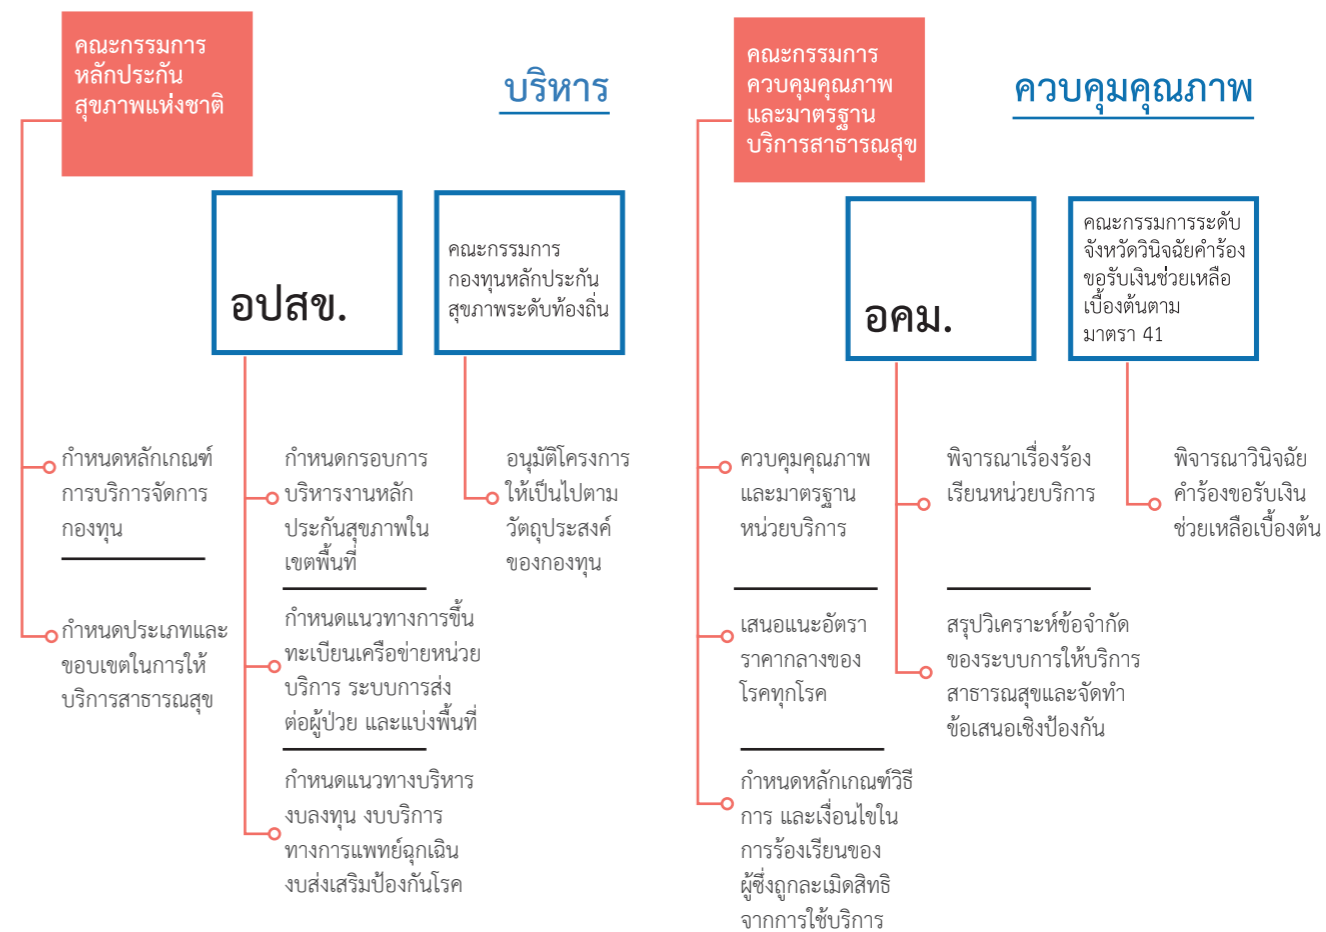 คณะกรรมการ
หลักประกัน
สุขภาพแห่งชาติ
บริหาร
อปสข.
คณะกรรมการ
กองทุนหลักประกัน
สุขภาพระดับท้องถิ่น
กำหนดหลักเกณฑ์
การบริการจัดการ
กองทุน
กำหนดประเภทและ
ขอบเขตในการให้
บริการสาธารณสุข
กำหนดกรอบการ
บริหารงานหลัก
ประกันสุขภาพใน
เขตพื้นที่
กำหนดแนวทางการขึ้น
ทะเบียนเครือข่ายหน่วย
บริการ ระบบการส่ง
ต่อผู้ป่วย และแบ่งพื้นที่
กำหนดแนวทางบริหาร
งบลงทุน งบบริการ
ทางการแพทย์ฉุกเฉิน
งบส่งเสริมป้องกันโรค
อนุมัติโครงการ
ให้เป็นไปตาม
วัตถุประสงค์
ของกองทุน
คณะกรรมการ
ควบคุมคุณภาพ
และมาตรฐาน
บริการสาธารณสุข
ควบคุมคุณภาพ
อคม.
คณะกรรมการระดับ
จังหวัดวินิจฉัยคำร้อง
ขอรับเงินช่วยเหลือ
เบื้องต้นตาม
มาตรา 41
ควบคุมคุณภาพ
และมาตรฐาน
หน่วยบริการ
เสนอแนะอัตรา
ราคากลางของ
โรคทุกโรค
กำหนดหลักเกณฑ์วิธี
การ และเงื่อนไขใน
การร้องเรียนของ
ผู้ซึ่งถูกละเมิดสิทธิ
จากการใช้บริการ
พิจารณาเรื่องร้อง
เรียนหน่วยบริการ
สรุปวิเคราะห์ข้อจำกัด
ของระบบการให้บริการ
สาธารณสุขและจัดทำ
ข้อเสนอเชิงป้องกัน
พิจารณาวินิจฉัย
คำร้องขอรับเงิน
ช่วยเหลือเบื้องต้น